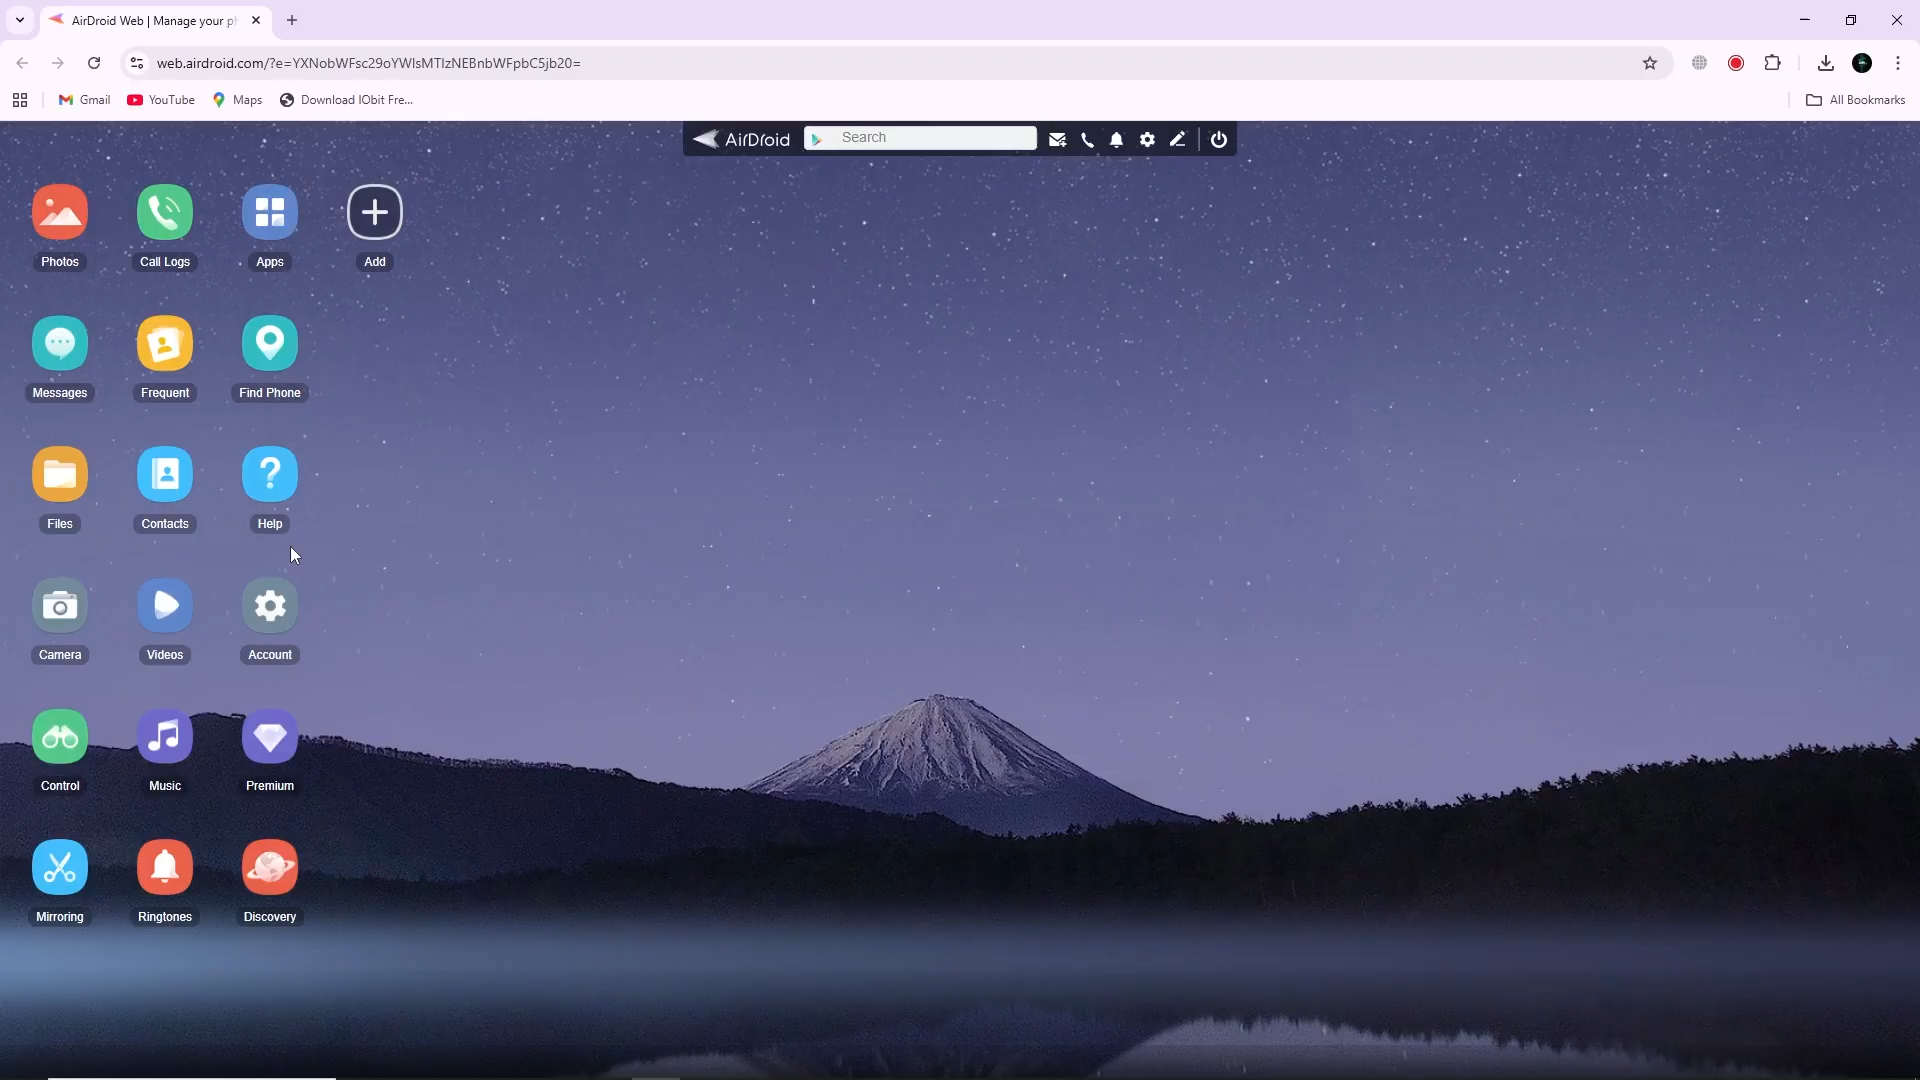 AirDroid Web | Manage your ph
web.airdroid.com/?e=YXNobWFsc29oYWlsMTIzNEBnbWFpbC5jb20=
Gmail
YouTube
Maps
Download IObit Fre...
All Bookmarks
AirDroid
Search
Photos
Call Logs
Apps
Add
Messages
Frequent
Find Phone
Files
Contacts
Help
Camera
Videos
Account
Control
Music
Premium
Mirroring
Ringtones
Discovery